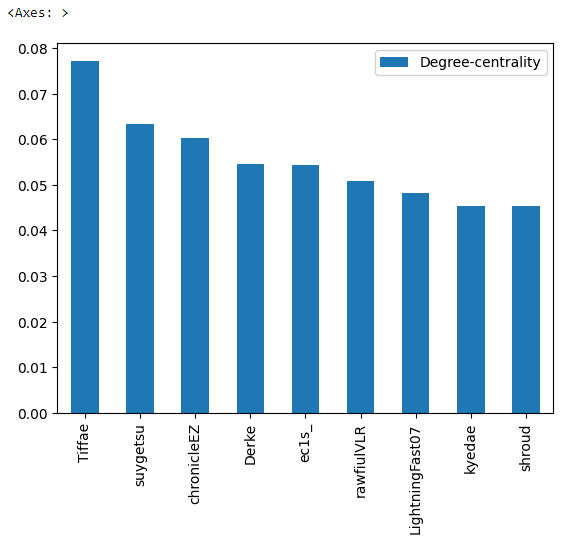 <Axes: >
0.08
0.07
0.06
0.05
0.04
0.03
0.02
0.01
0.00
Degree-centrality
Tiffae
suygetsu
chronicleEZ
Derke
ec1s_
rawfiulVLR
LightningFast07
kyedae
shroud